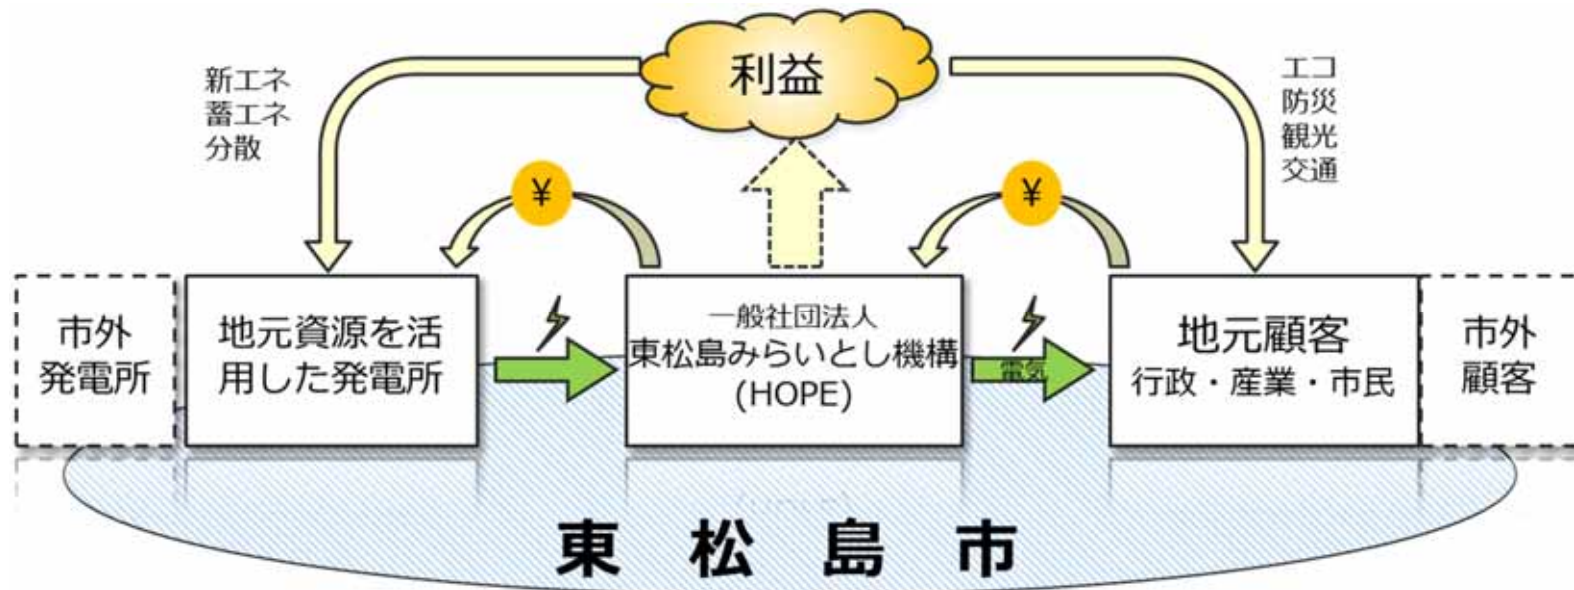 利益
新エネ
蓄エネ
分散
エコ
防災
観光
交通
¥
¥
市外
発電所
地元資源を活
用した発電所
一般社団法人
東松島みらいとし機構
(HOPE)
電気
地元顧客
行政・産業・市民
市外
顧客
東松島市